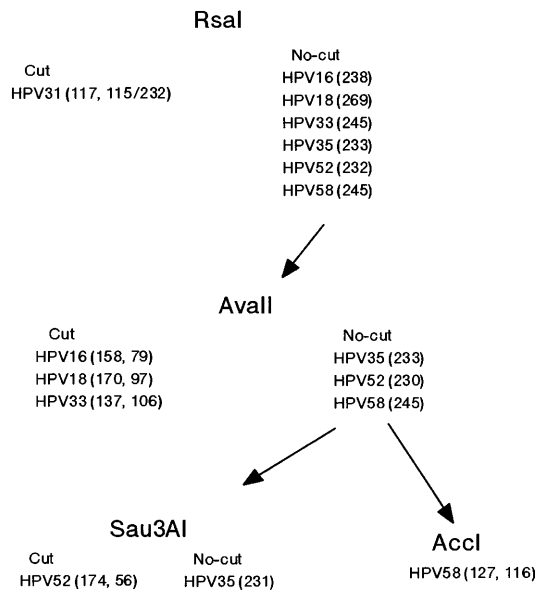 RsaI
Cut
HPV31 (117, 115/232)
No-cut
HPV16 (238)
HPV18 (269)
HPV33 (245)
HPV35 (233)
HPV52 (232)
HPV58 (245)
AvaII
Cut
HPV16 (158, 79)
HPV18 (170, 97)
HPV33 (137, 106)
No-cut
HPV35 (233)
HPV52 (230)
HPV58 (245)
Sau3AI
Cut
HPV52 (174, 56)
No-cut
HPV35 (231)
AccI
HPV58 (127, 116)